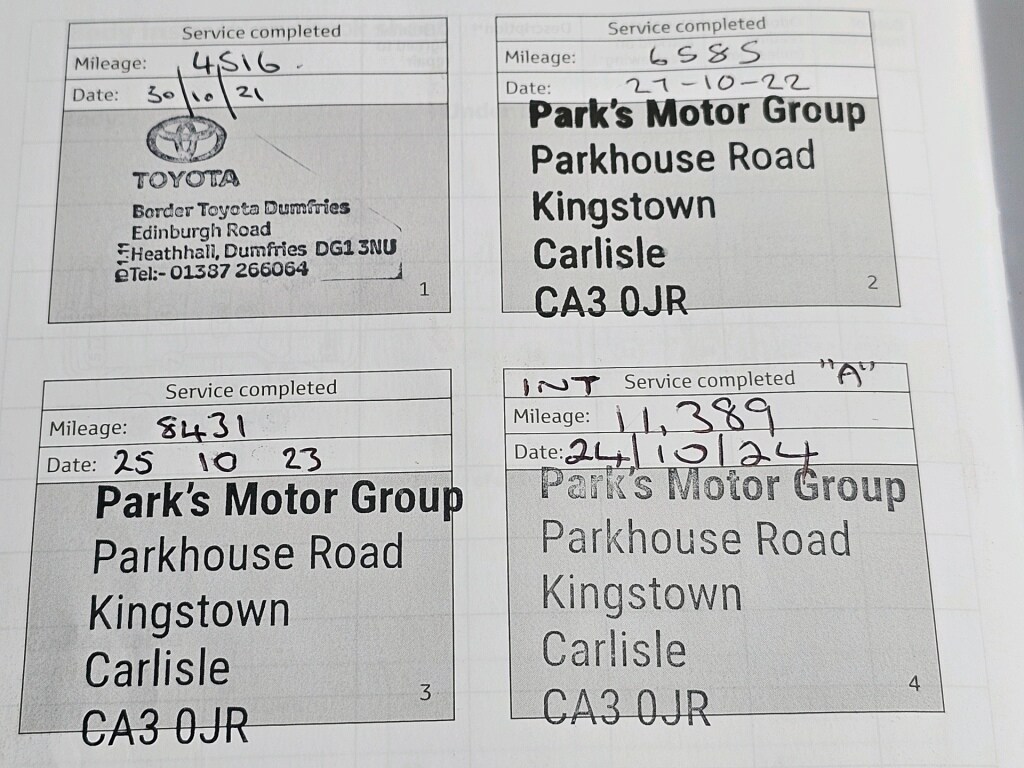 Service completed
Mileage: 4516
Date: 30/10/21
TOYOTA
Border Toyota Dumfries
Edinburgh Road
Heathhall, Dumfries DG1 3NU
Tel:- 01387 266064
1
Service completed
Mileage: 6585
Date: 27-10-22
Park's Motor Group
Parkhouse Road
Kingstown
Carlisle
CA3 0JR
2
Service completed
Mileage: 8431
Date: 25 10 23
Park's Motor Group
Parkhouse Road
Kingstown
Carlisle
CA3 0JR
3
INT Service completed "A"
Mileage: 11,389
Date: 24/10/24
Park's Motor Group
Parkhouse Road
Kingstown
Carlisle
CA3 0JR
4